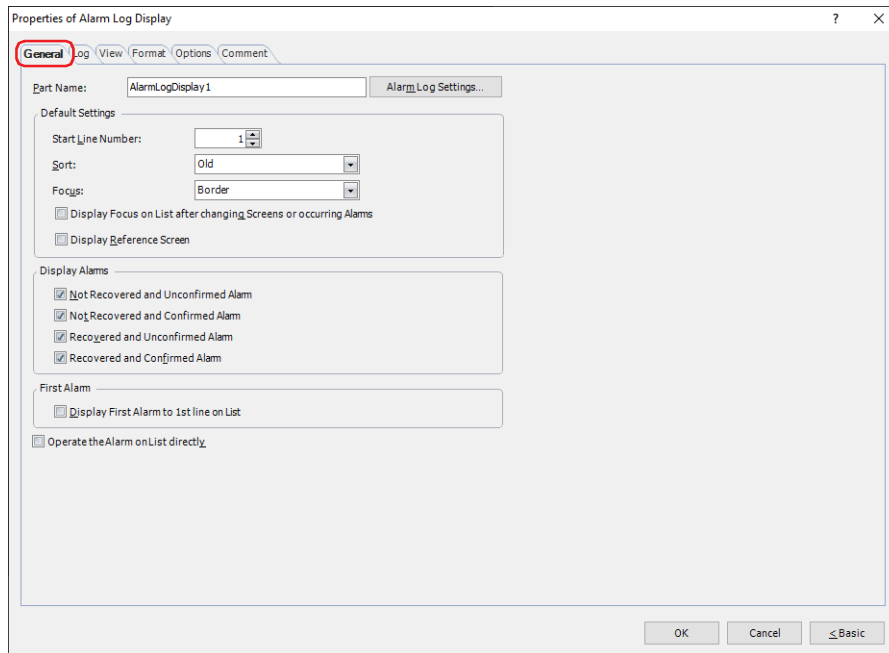 Properties of Alarm Log Display ? ×
General Log View Format Options Comment
Part Name: AlarmLogDisplay1 Alarm Log Settings...
Default Settings
Start Line Number: 1
Sort: Old
Focus: Border
Display Focus on List after changing Screens or occurring Alarms
Display Reference Screen
Display Alarms
Not Recovered and Unconfirmed Alarm
Not Recovered and Confirmed Alarm
Recovered and Unconfirmed Alarm
Recovered and Confirmed Alarm
First Alarm
Display First Alarm to 1st line on List
Operate the Alarm on List directly
OK Cancel < Basic